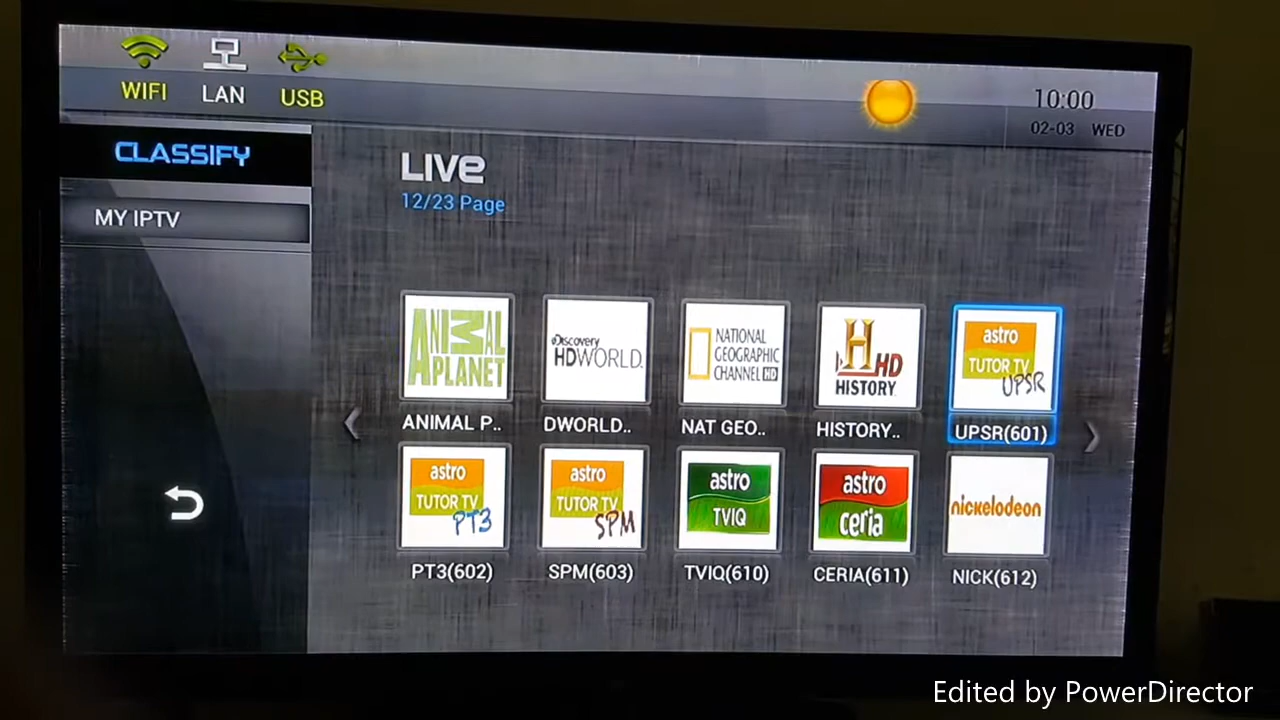 WIFI LAN USB
10:00
02-03 WED
CLASSIFY
MY IPTV
LIVE
12/23 Page
ANIMAL PLANET
Discovery HDWORLD.
NATIONAL GEOGRAPHIC CHANNEL HD
H HD HISTORY
astro TUTOR TV UPSR
ANIMAL P.. DWORLD.. NAT GEO.. HISTORY.. UPSR(601)
astro TUTOR TV PT3
astro TUTOR TV SPM
astro TVIQ
astro ceria
nickelodeon
PT3(602) SPM(603) TVIQ(610) CERIA(611) NICK(612)
Edited by PowerDirector